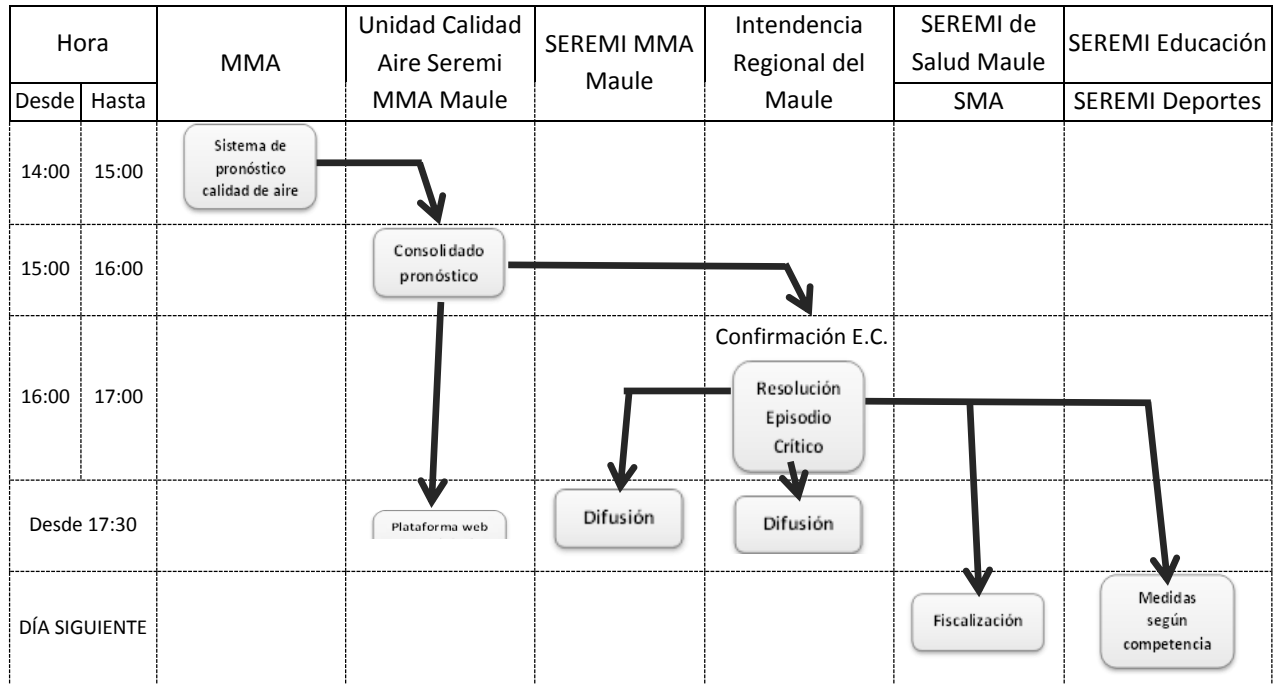 Hora
MMA
Unidad Calidad
Aire Seremi
MMA Maule
SEREMI MMA
Maule
Intendencia
Regional del
Maule
SEREMI de
Salud Maule
SEREMI Educación
Desde
Hasta
SMA
SEREMI Deportes
14:00
15:00
Sistema de
pronóstico
calidad de aire
15:00
16:00
Consolidado
pronóstico
16:00
17:00
Confirmación E.C.
Resolución
Episodio
Crítico
Desde 17:30
Plataforma web
Difusión
Difusión
DÍA SIGUIENTE
Fiscalización
Medidas
según
competencia